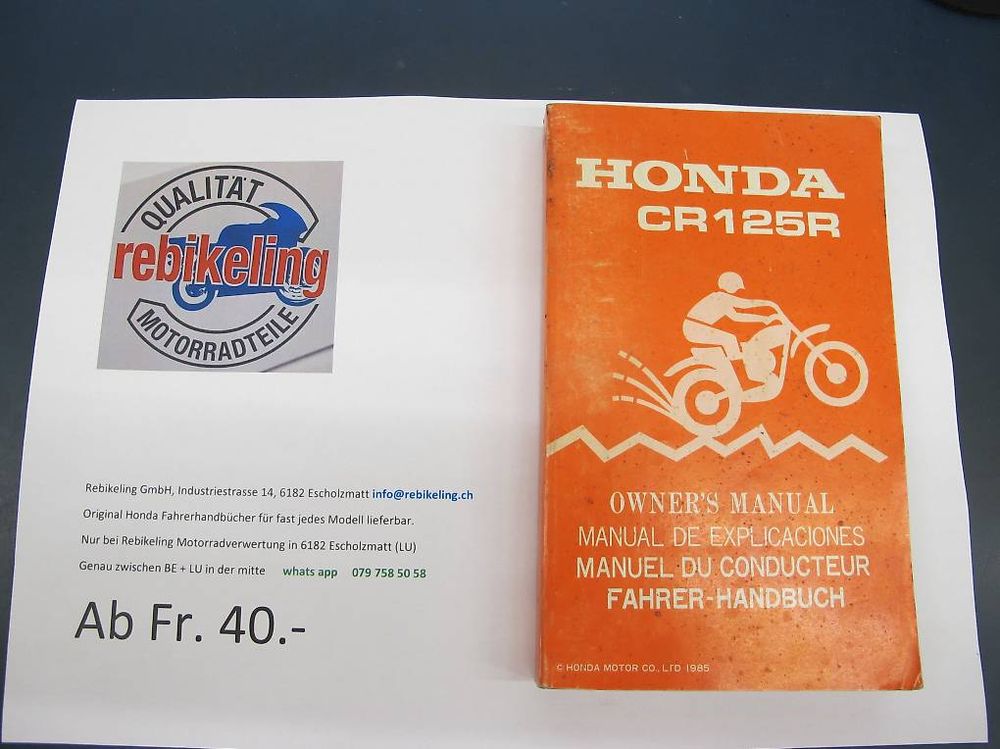 QUALITÄT
rebikeling
MOTORRADTEILE
Rebikeling GmbH, Industriestrasse 14, 6182 Escholzmatt info@rebikeling.ch
Original Honda Fahrerhandbücher für fast jedes Modell lieferbar.
Nur bei Rebikeling Motorradverwertung in 6182 Escholzmatt (LU)
Genau zwischen BE + LU in der mitte whats app 079 758 50 58
Ab Fr. 40.-
HONDA
CR125R
OWNER'S MANUAL
MANUAL DE EXPLICACIONES
MANUEL DU CONDUCTEUR
FAHRER-HANDBUCH
© HONDA MOTOR CO., LTD 1985